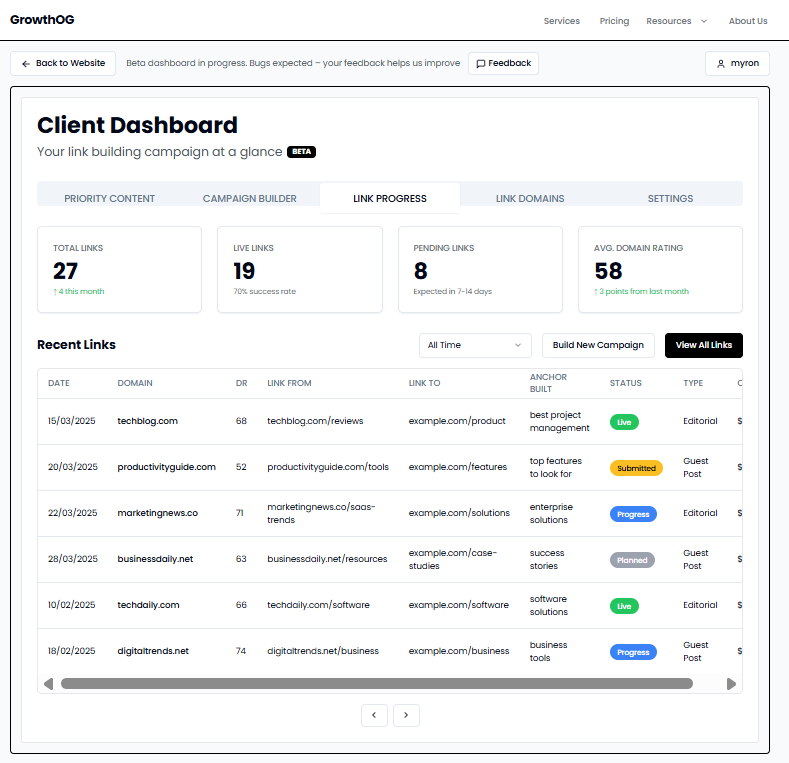 GrowthOG
Services Pricing Resources About Us
Back to Website Beta dashboard in progress. Bugs expected – your feedback helps us improve Feedback myron
Client Dashboard
Your link building campaign at a glance BETA
PRIORITY CONTENT CAMPAIGN BUILDER LINK PROGRESS LINK DOMAINS SETTINGS
TOTAL LINKS LIVE LINKS PENDING LINKS AVG. DOMAIN RATING
27 19 8 58
↑ 4 this month 70% success rate Expected in 7-14 days ↑ 3 points from last month
Recent Links All Time Build New Campaign View All Links
DATE DOMAIN DR LINK FROM LINK TO ANCHOR BUILT STATUS TYPE C
15/03/2025 techblog.com 68 techblog.com/reviews example.com/product best project management Live Editorial $
20/03/2025 productivityguide.com 52 productivityguide.com/tools example.com/features top features to look for Submitted Guest Post $
22/03/2025 marketingnews.co 71 marketingnews.co/saas-trends example.com/solutions enterprise solutions Progress Editorial $
28/03/2025 businessdaily.net 63 businessdaily.net/resources example.com/case-studies success stories Planned Guest Post $
10/02/2025 techdaily.com 66 techdaily.com/software example.com/software software solutions Live Editorial $
18/02/2025 digitaltrends.net 74 digitaltrends.net/business example.com/business business tools Progress Guest Post $